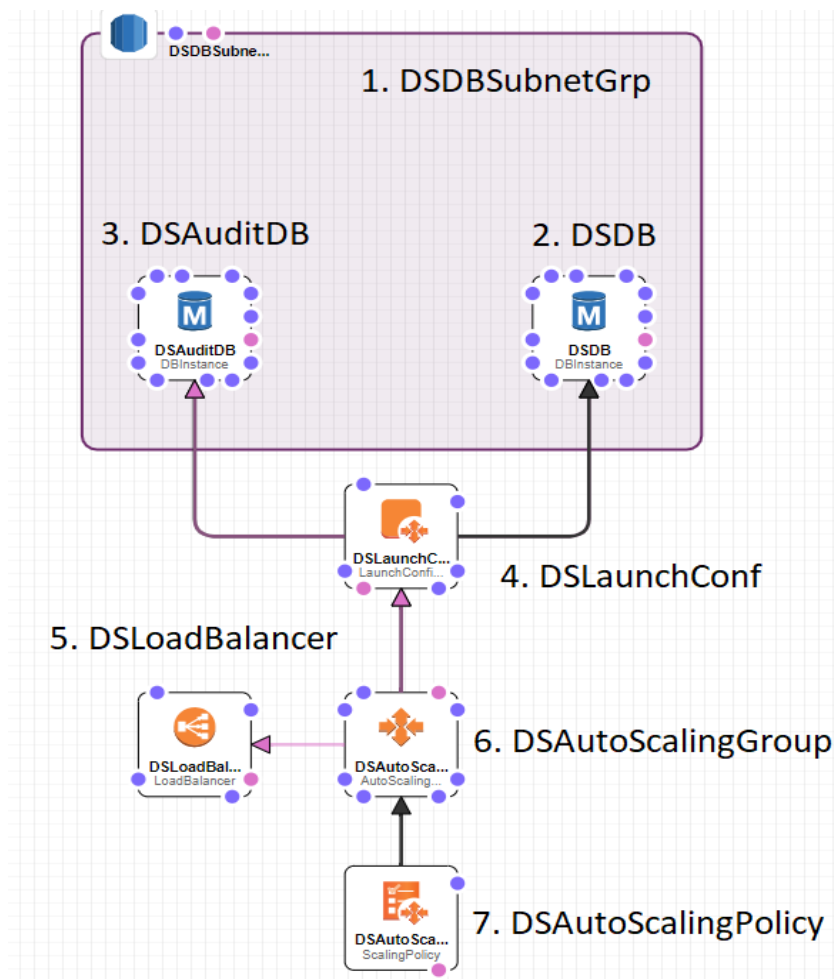 DSDBSubne...
1. DSDBSubnetGrp
3. DSAuditDB
2. DSDB
M
DSAuditDB
DBInstance
M
DSDB
DBInstance
DSLaunchC...
LaunchConfi...
4. DSLaunchConf
5. DSLoadBalancer
DSLoadBal...
LoadBalancer
DSAutoSca...
AutoScaling...
6. DSAutoScalingGroup
DSAutoSca...
ScalingPolicy
7. DSAutoScalingPolicy